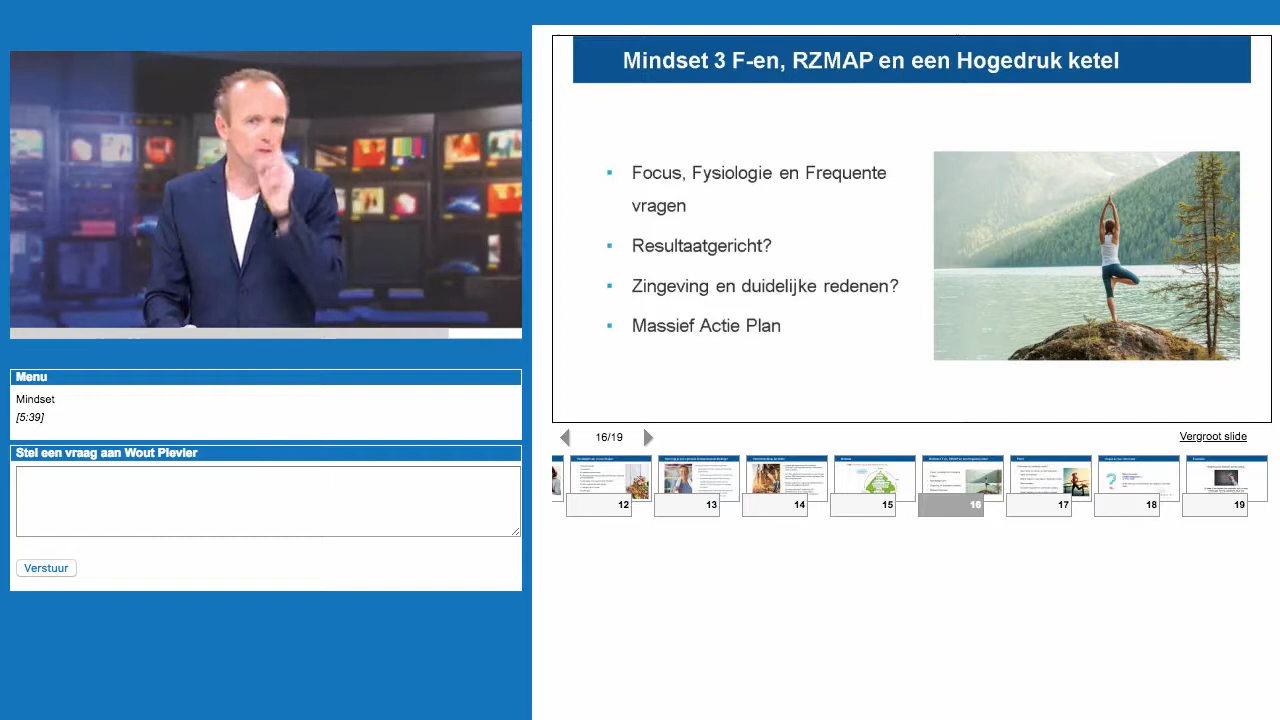 Mindset 3 F-en, RZMAP en een Hogedruk ketel
Focus, Fysiologie en Frequente
vragen
Resultaatgericht?
Zingeving en duidelijke redenen?
Massief Actie Plan
Menu
Mindset
[5:39]
Stel een vraag aan Wout Plevier
Verstuur
16/19
Vergroot slide
12
13
14
15
16
17
18
19